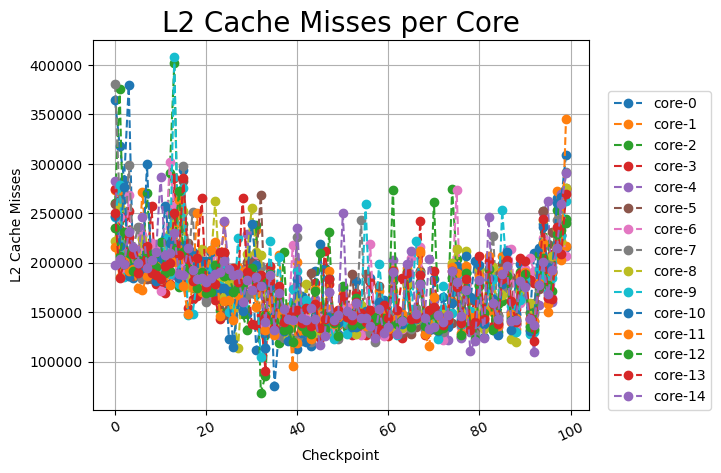 L2 Cache Misses per Core
L2 Cache Misses
400000
350000
300000
250000
200000
150000
100000
0
20
40
60
80
100
Checkpoint
core-0
core-1
core-2
core-3
core-4
core-5
core-6
core-7
core-8
core-9
core-10
core-11
core-12
core-13
core-14